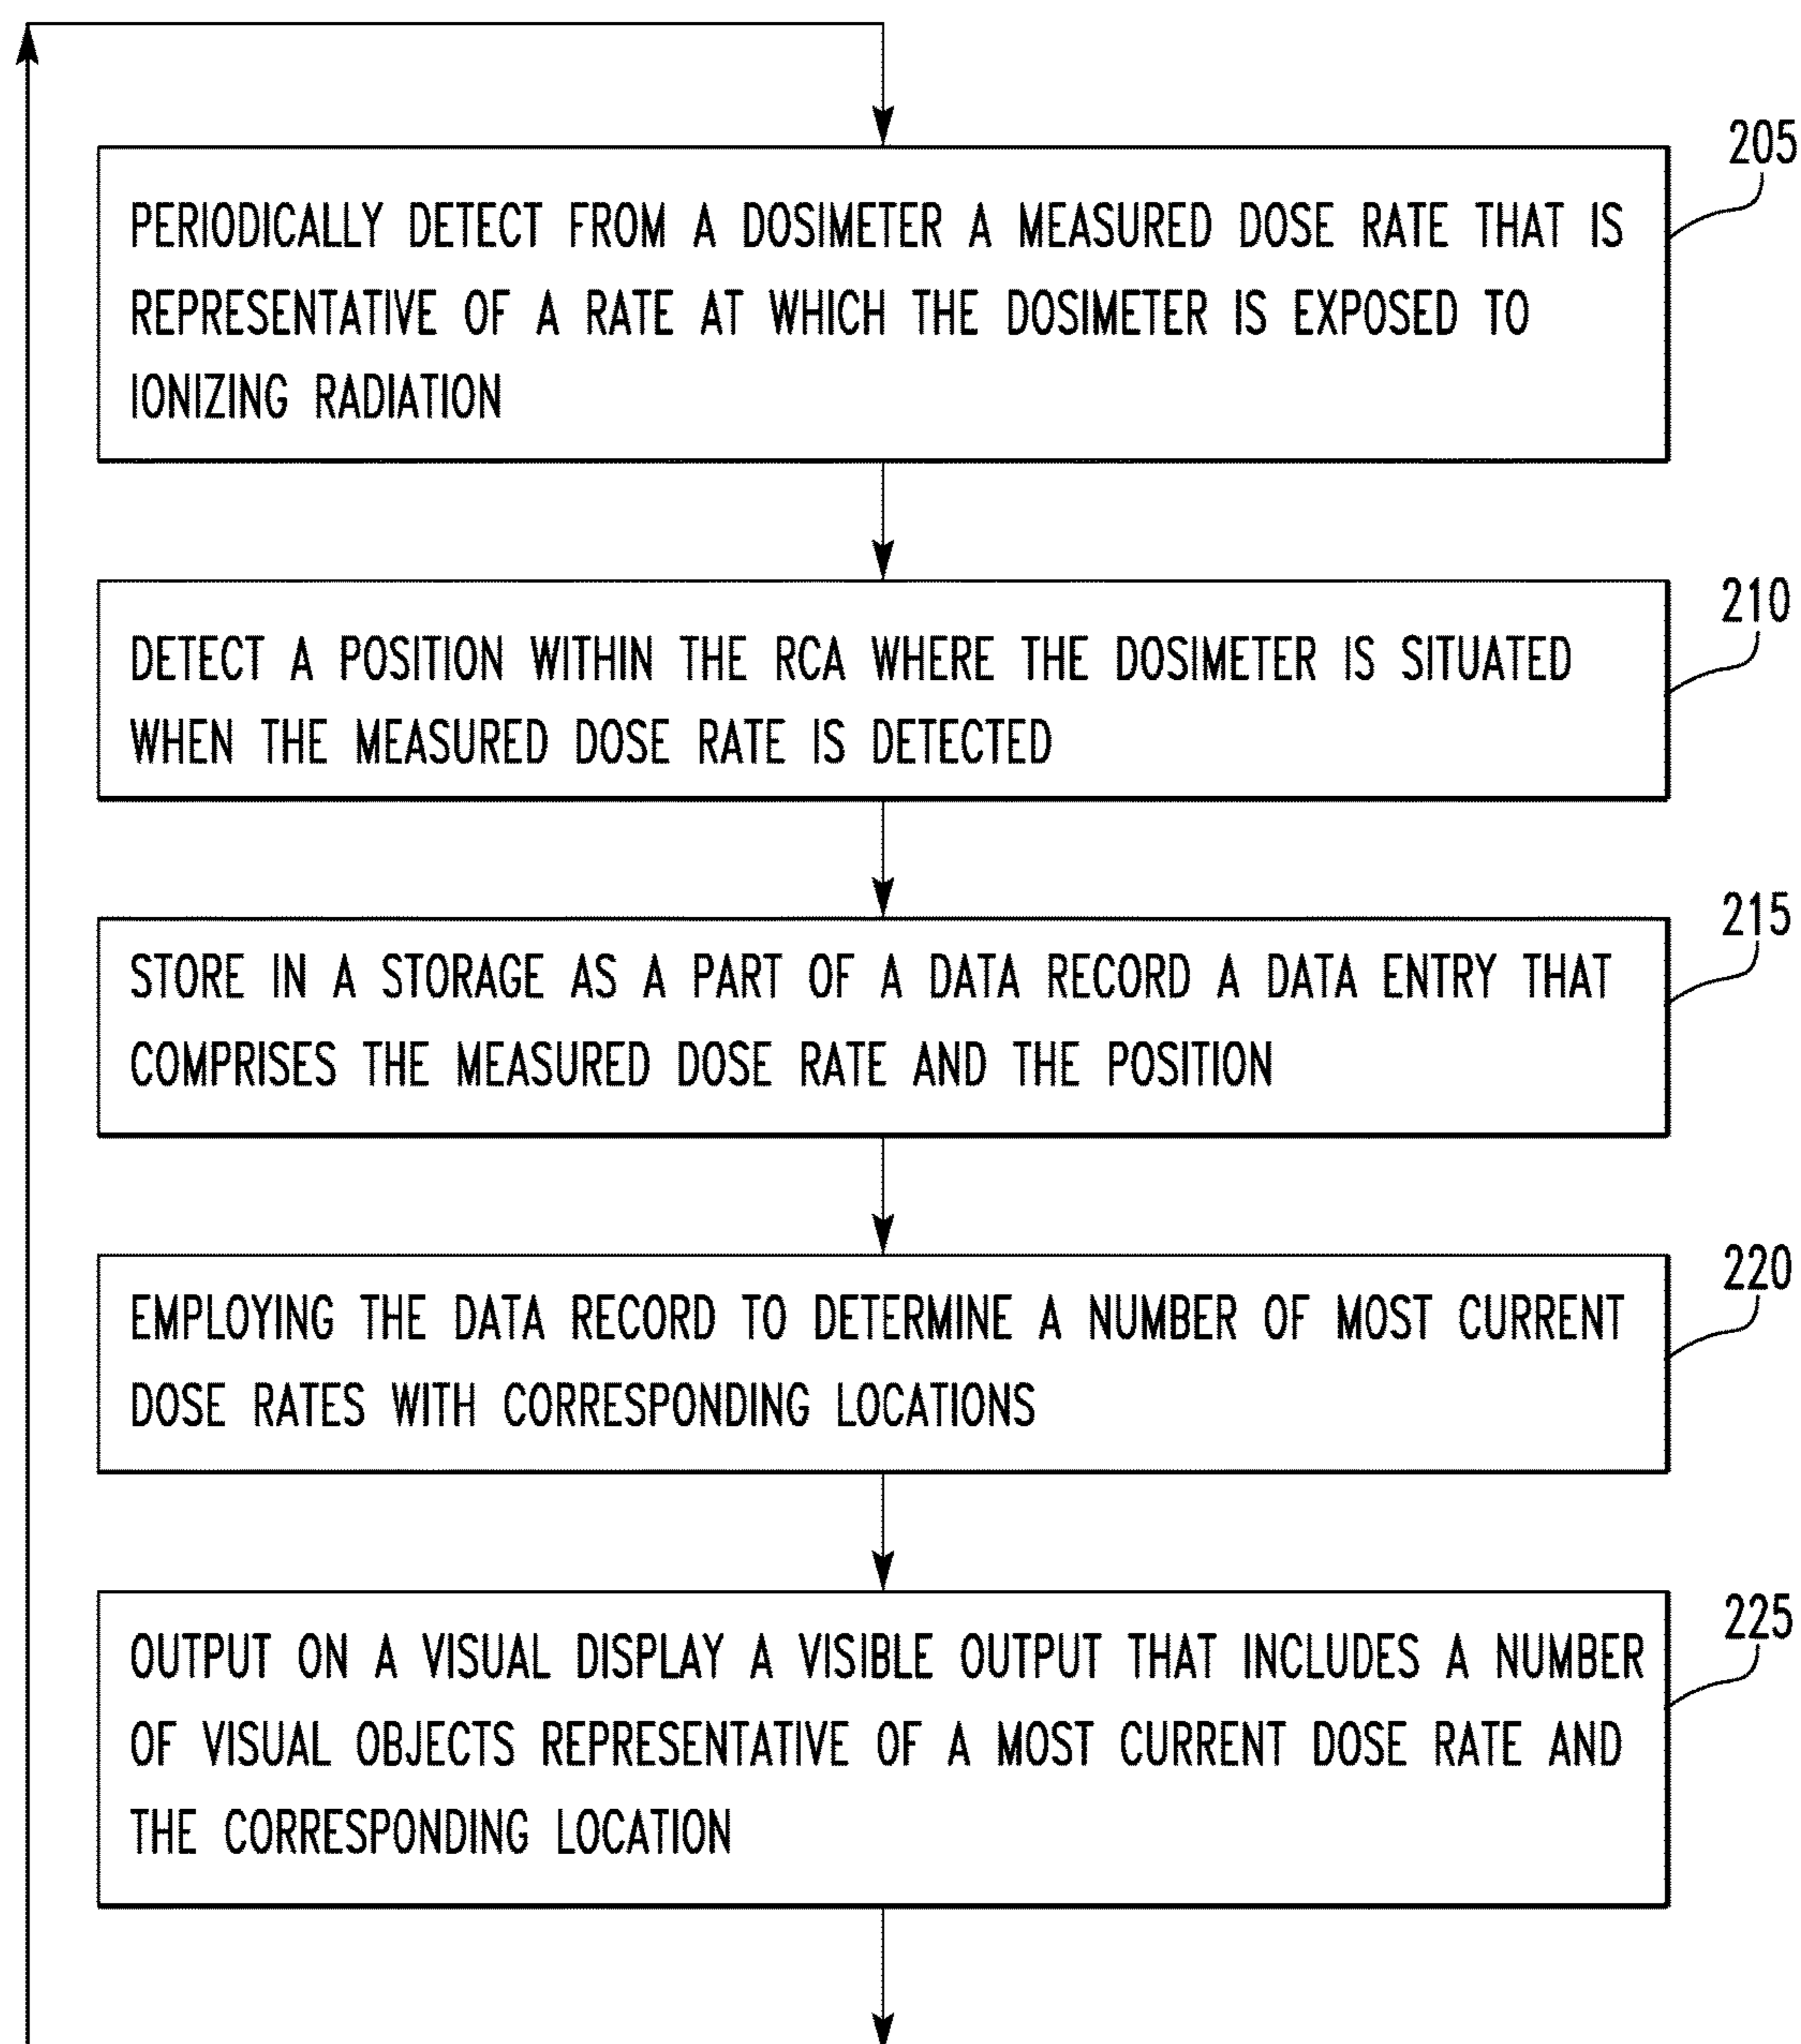 205
PERIODICALLY DETECT FROM A DOSIMETER A MEASURED DOSE RATE THAT IS
REPRESENTATIVE OF A RATE AT WHICH THE DOSIMETER IS EXPOSED TO
IONIZING RADIATION
210
DETECT A POSITION WITHIN THE RCA WHERE THE DOSIMETER IS SITUATED
WHEN THE MEASURED DOSE RATE IS DETECTED
215
STORE IN A STORAGE AS A PART OF A DATA RECORD A DATA ENTRY THAT
COMPRISES THE MEASURED DOSE RATE AND THE POSITION
220
EMPLOYING THE DATA RECORD TO DETERMINE A NUMBER OF MOST CURRENT
DOSE RATES WITH CORRESPONDING LOCATIONS
225
OUTPUT ON A VISUAL DISPLAY A VISIBLE OUTPUT THAT INCLUDES A NUMBER
OF VISUAL OBJECTS REPRESENTATIVE OF A MOST CURRENT DOSE RATE AND
THE CORRESPONDING LOCATION